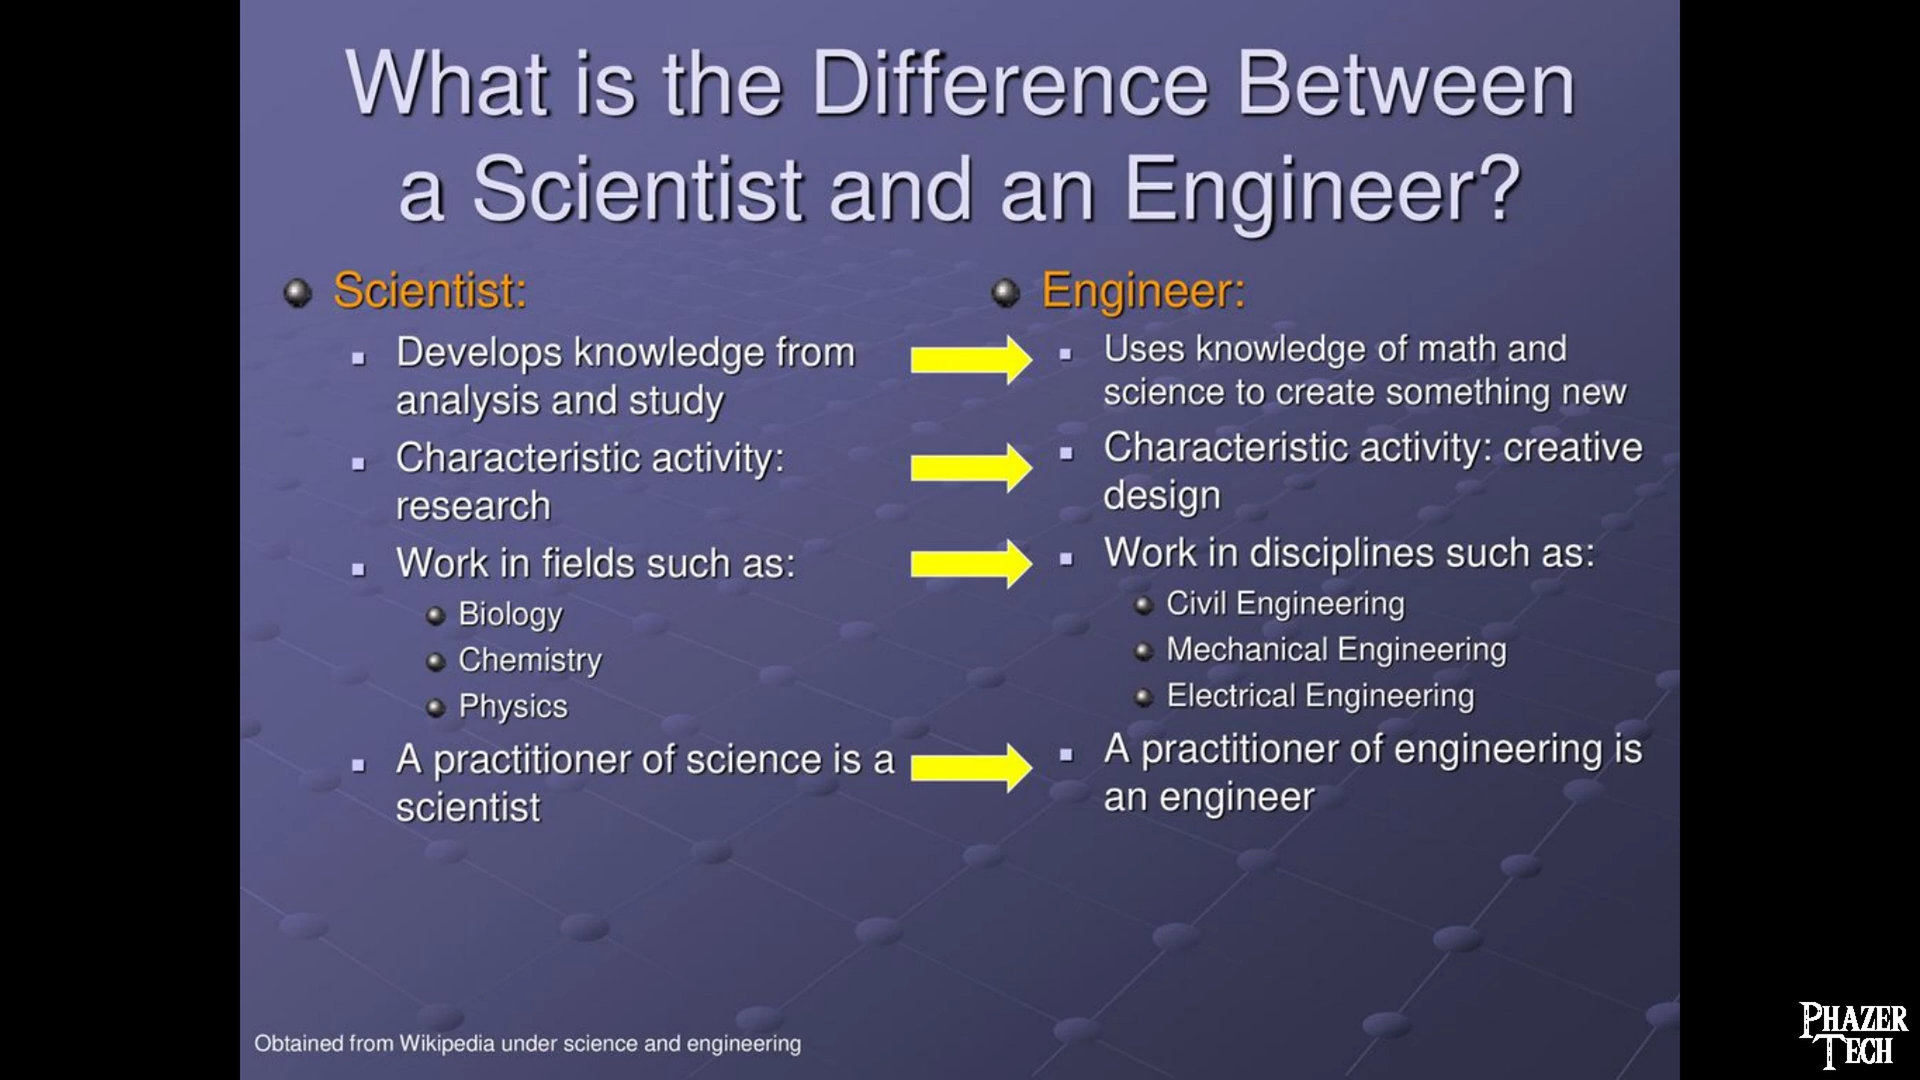 What is the Difference Between
a Scientist and an Engineer?
Scientist:
Develops knowledge from
analysis and study
Characteristic activity:
research
Work in fields such as:
Biology
Chemistry
Physics
A practitioner of science is a
scientist
Engineer:
Uses knowledge of math and
science to create something new
Characteristic activity: creative
design
Work in disciplines such as:
Civil Engineering
Mechanical Engineering
Electrical Engineering
A practitioner of engineering is
an engineer
Obtained from Wikipedia under science and engineering
PHAZER
TECH